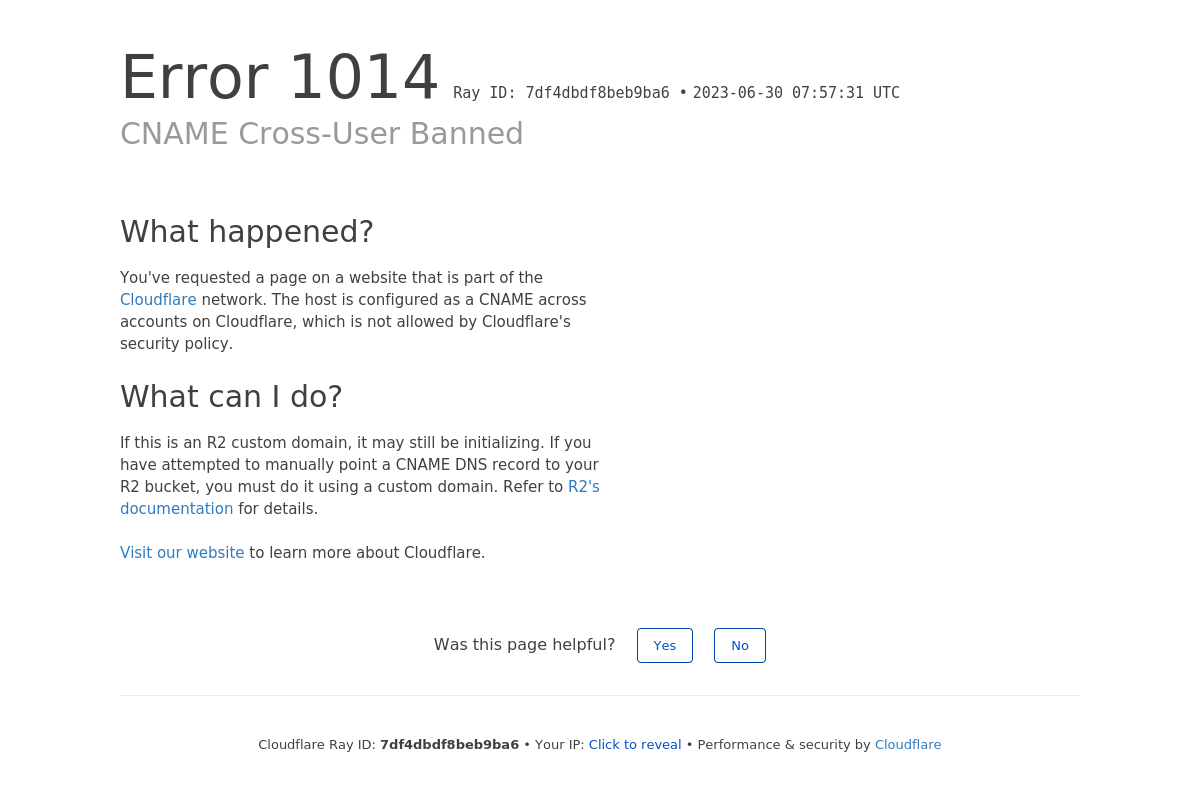 Error 1014 Ray ID: 7df4dbdf8beb9ba6 • 2023-06-30 07:57:31 UTC
CNAME Cross-User Banned
What happened?
You've requested a page on a website that is part of the
Cloudflare network. The host is configured as a CNAME across
accounts on Cloudflare, which is not allowed by Cloudflare's
security policy.
What can I do?
If this is an R2 custom domain, it may still be initializing. If you
have attempted to manually point a CNAME DNS record to your
R2 bucket, you must do it using a custom domain. Refer to R2's
documentation for details.
Visit our website to learn more about Cloudflare.
Was this page helpful? Yes No
Cloudflare Ray ID: 7df4dbdf8beb9ba6 • Your IP: Click to reveal • Performance & security by Cloudflare